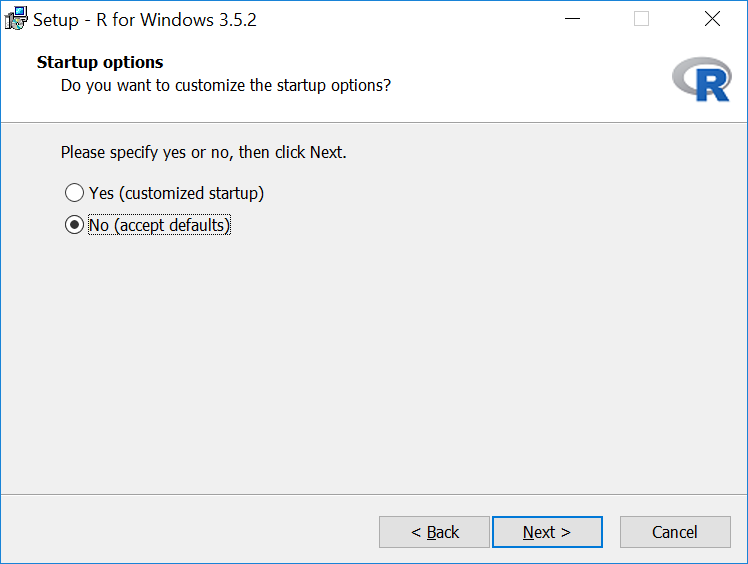 Setup - R for Windows 3.5.2
Startup options
Do you want to customize the startup options?
R
Please specify yes or no, then click Next.
Yes (customized startup)
No (accept defaults)
< Back Next > Cancel